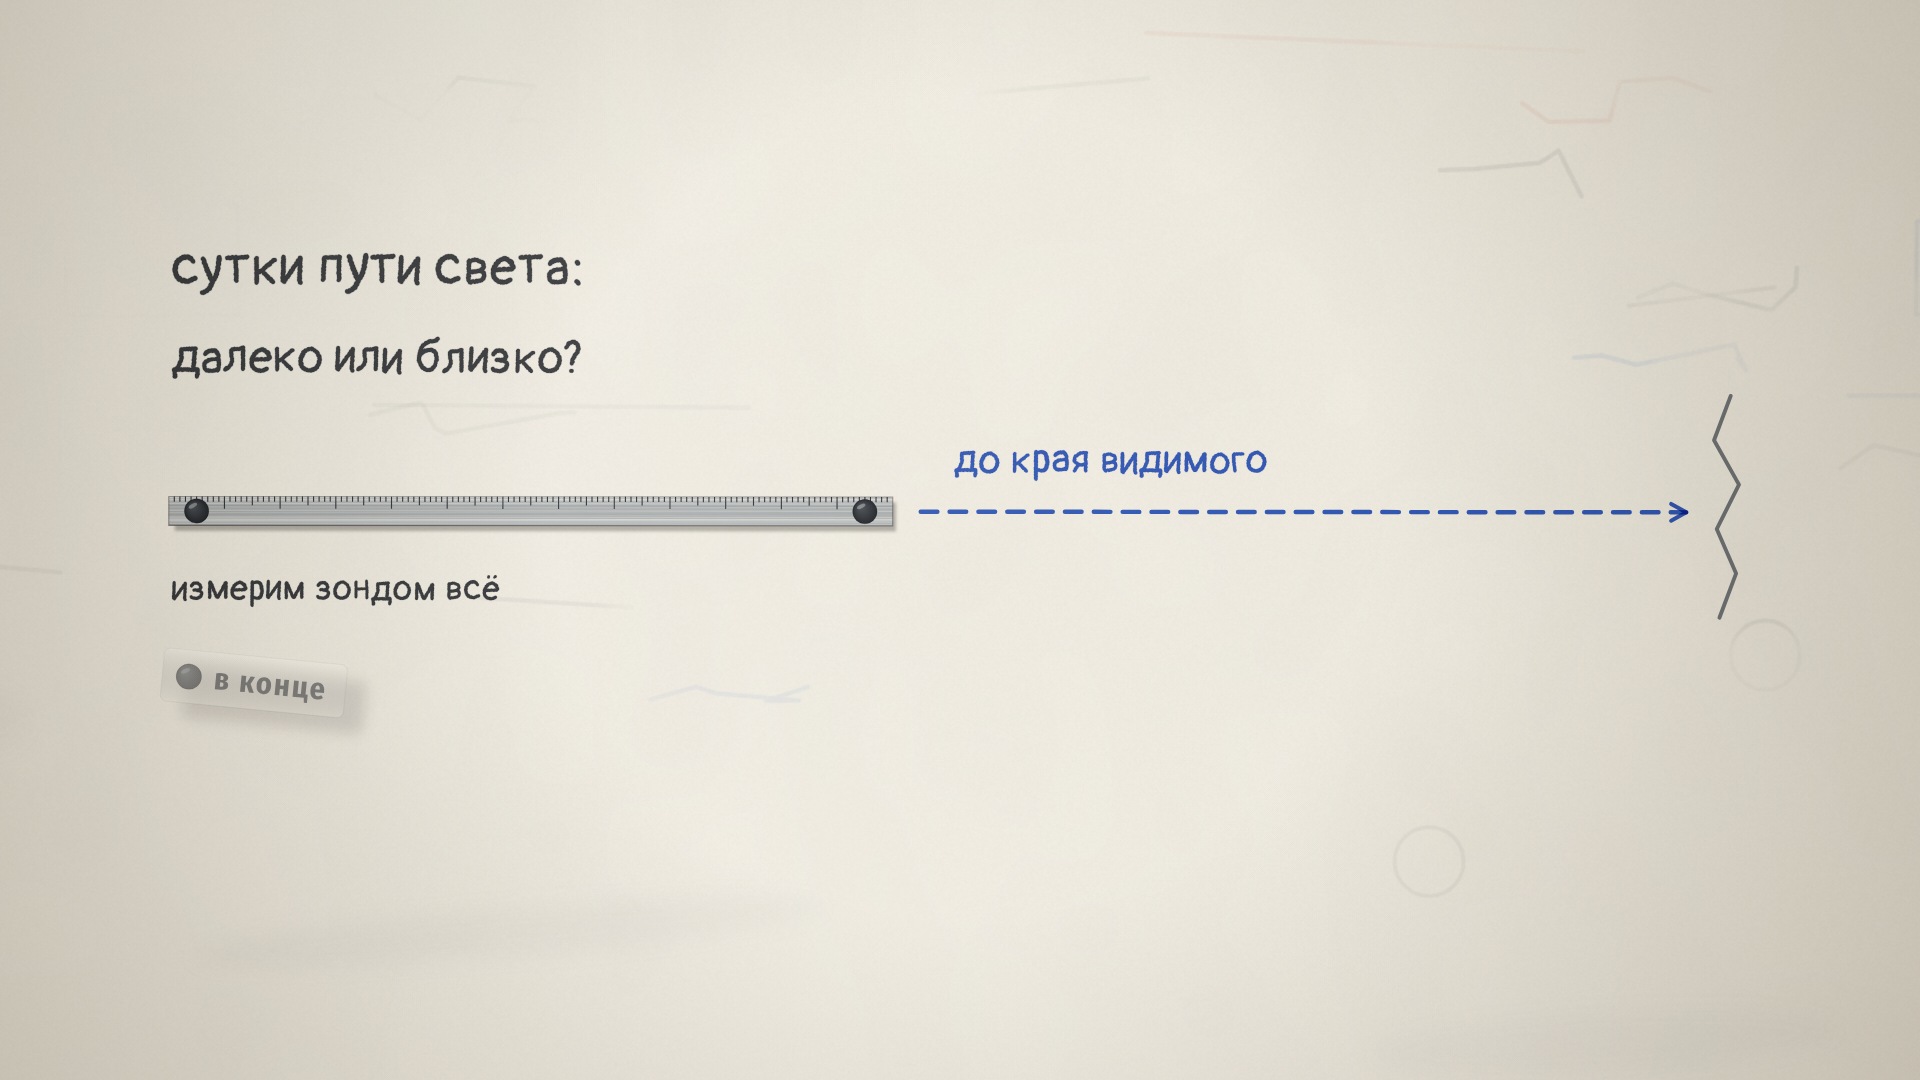 сутки пути света:
далеко или близко?
до края видимого
измерим зондом всё
в конце